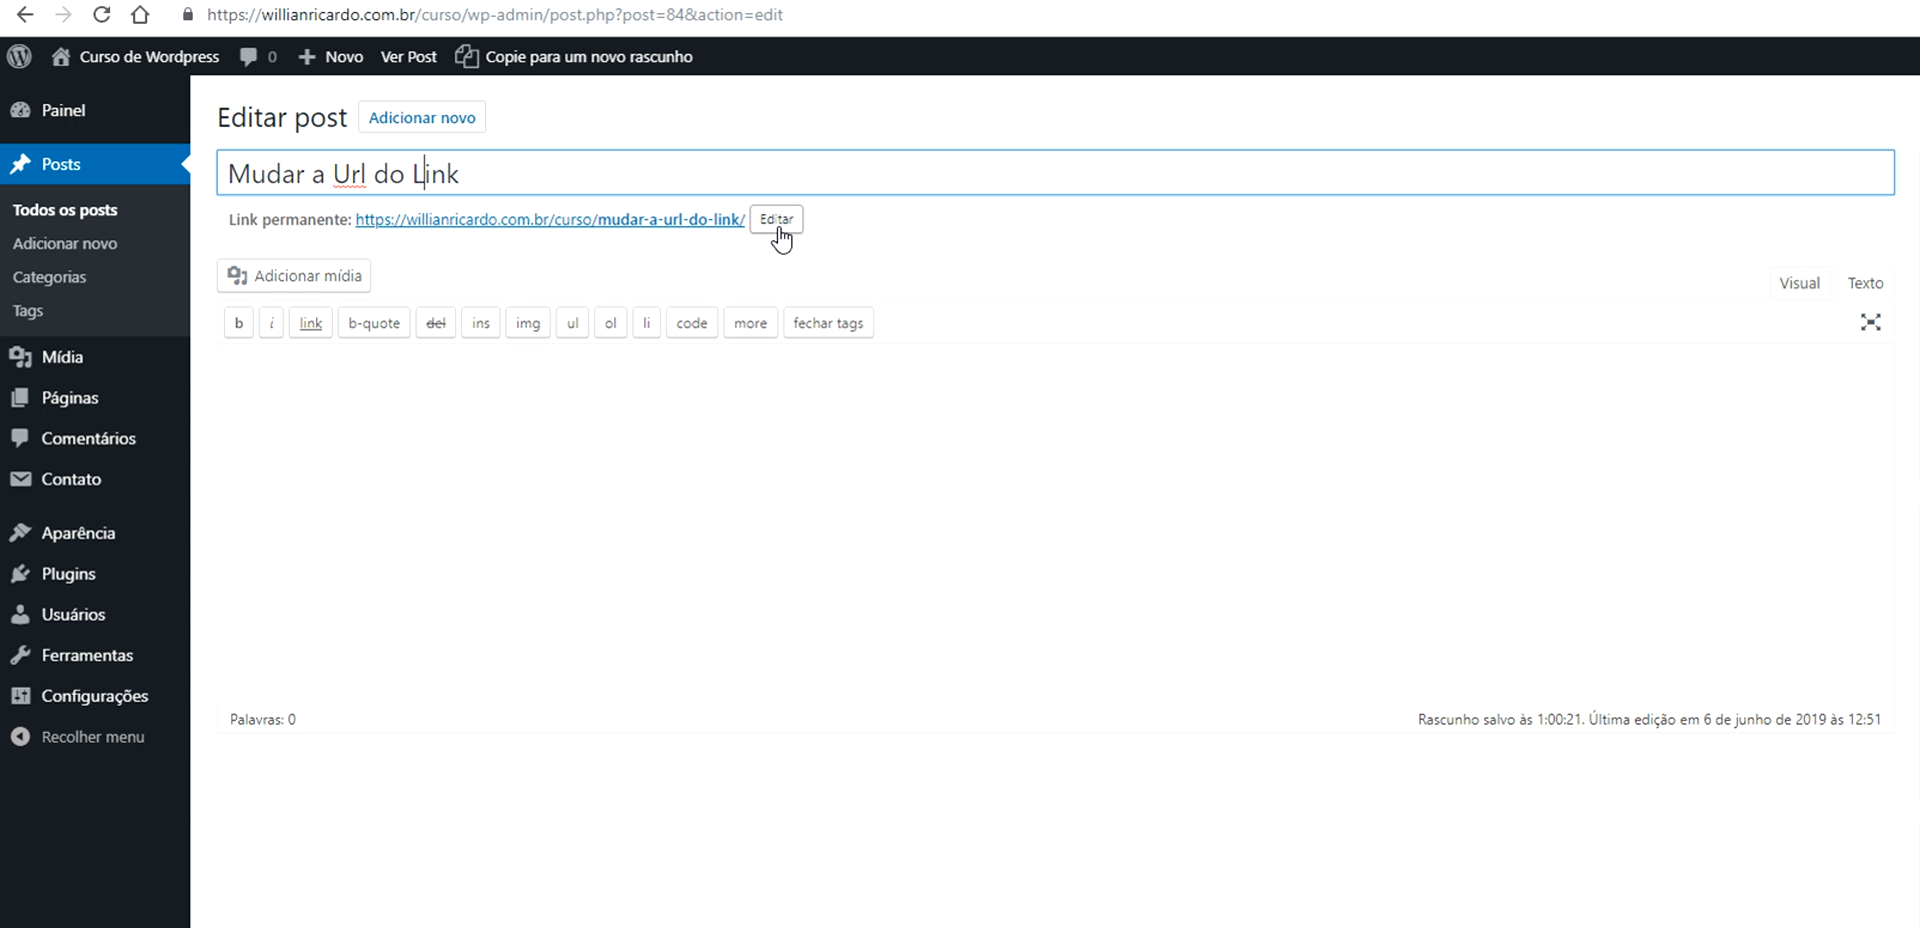 https://willianricardo.com.br/curso/wp-admin/post.php?post=84&action=edit
Curso de Wordpress 0 Novo Ver Post Copie para um novo rascunho
Painel
Posts
Todos os posts
Adicionar novo
Categorias
Tags
Mídia
Páginas
Comentários
Contato
Aparência
Plugins
Usuários
Ferramentas
Configurações
Recolher menu
Editar post Adicionar novo
Mudar a Url do Link
Link permanente: https://willianricardo.com.br/curso/mudar-a-url-do-link/ Editar
Adicionar mídia
Visual Texto
b i link b-quote del ins img ul ol li code more fechar tags
Palavras: 0
Rascunho salvo às 1:00:21. Última edição em 6 de junho de 2019 às 12:51